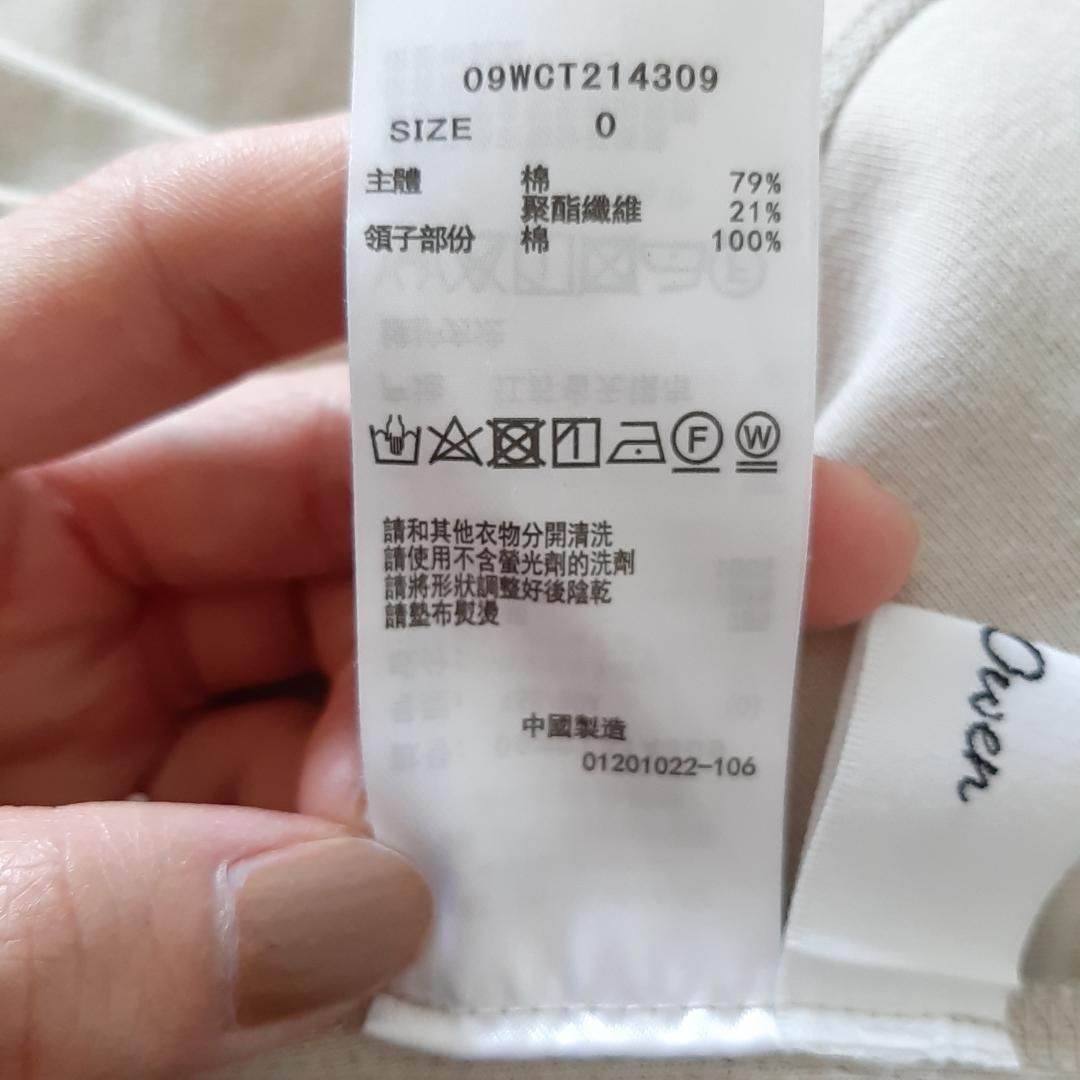 09WCT214309
SIZE 0
主體 棉 79%
聚酯纖維 21%
領子部份 棉 100%
F W
請和其他衣物分開清洗
請使用不含螢光劑的洗劑
請將形狀調整好後陰乾
請墊布熨燙
中國製造
01201022-106
Owen